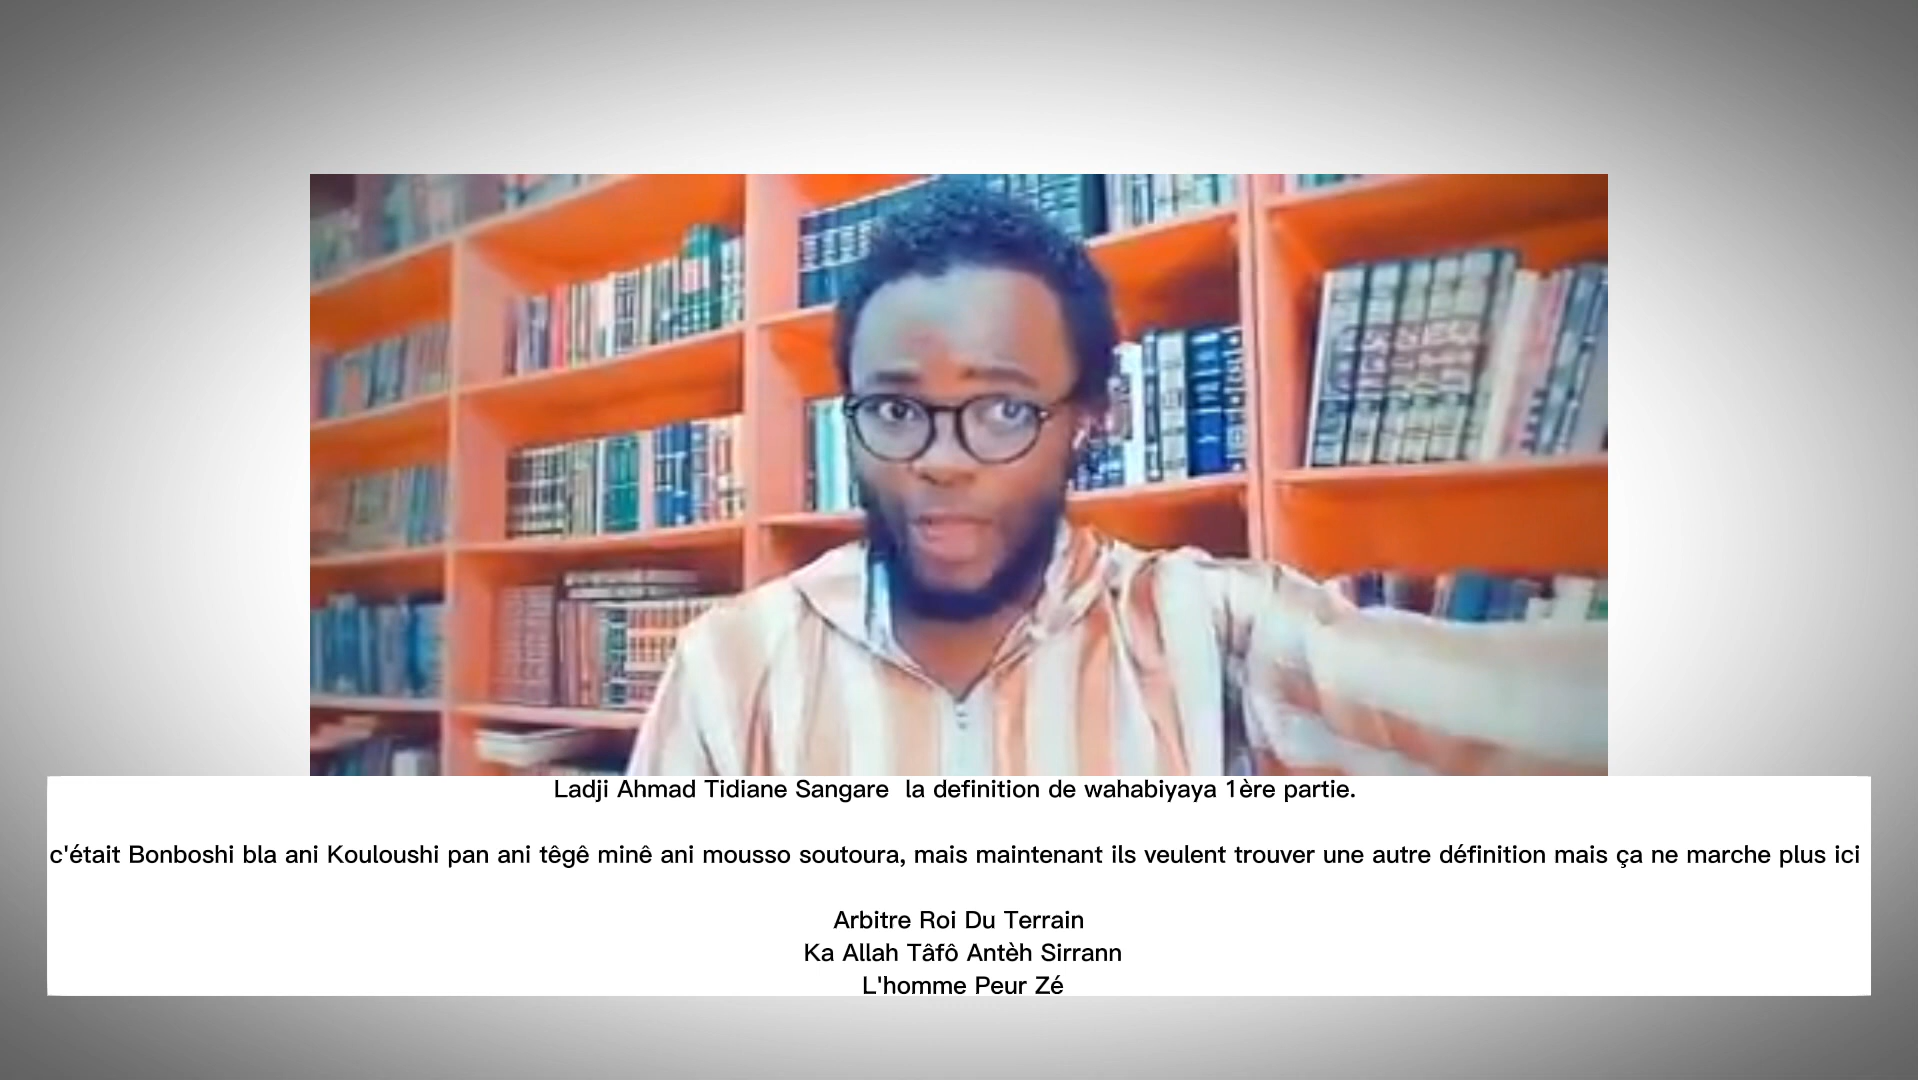 Ladji Ahmad Tidiane Sangare  la definition de wahabiyaya 1ère partie.
c'était Bonboshi bla ani Kouloushi pan ani têgê minê ani mousso soutoura, mais maintenant ils veulent trouver une autre définition mais ça ne marche plus ici
Arbitre Roi Du Terrain
Ka Allah Tâfô Antèh Sirrann
L'homme Peur Zé